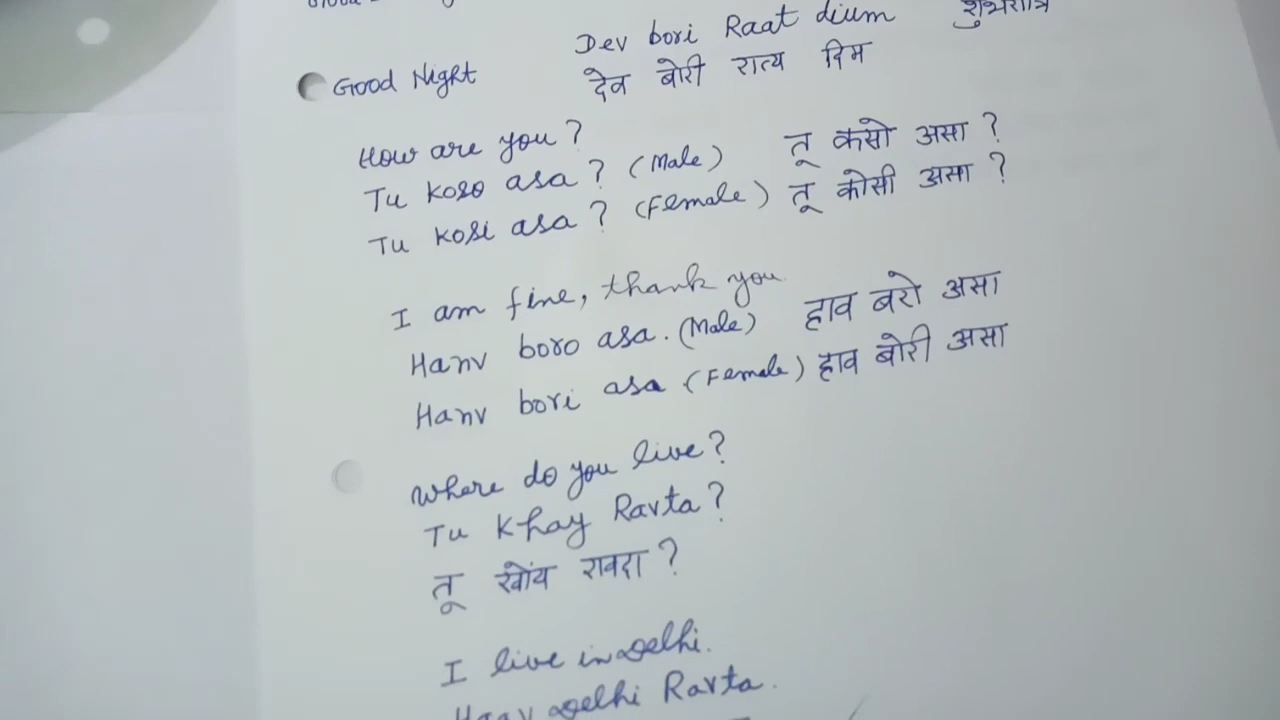 Dev bori Raat dium शुभरात्रि
Good Night देव बोरी रात्य दिम
How are you?
Tu koso asa? (Male) तू कसो असा?
Tu kosi asa? (Female) तू कोसी असा?
I am fine, thank you
Hanv boro asa. (Male) हाव बरो असा
Hanv bori asa (Female) हाव बोरी असा
Where do you live?
Tu Khay Ravta?
तू खोंय रावदा?
I live in Delhi.
Hanv Delhi Ravta.